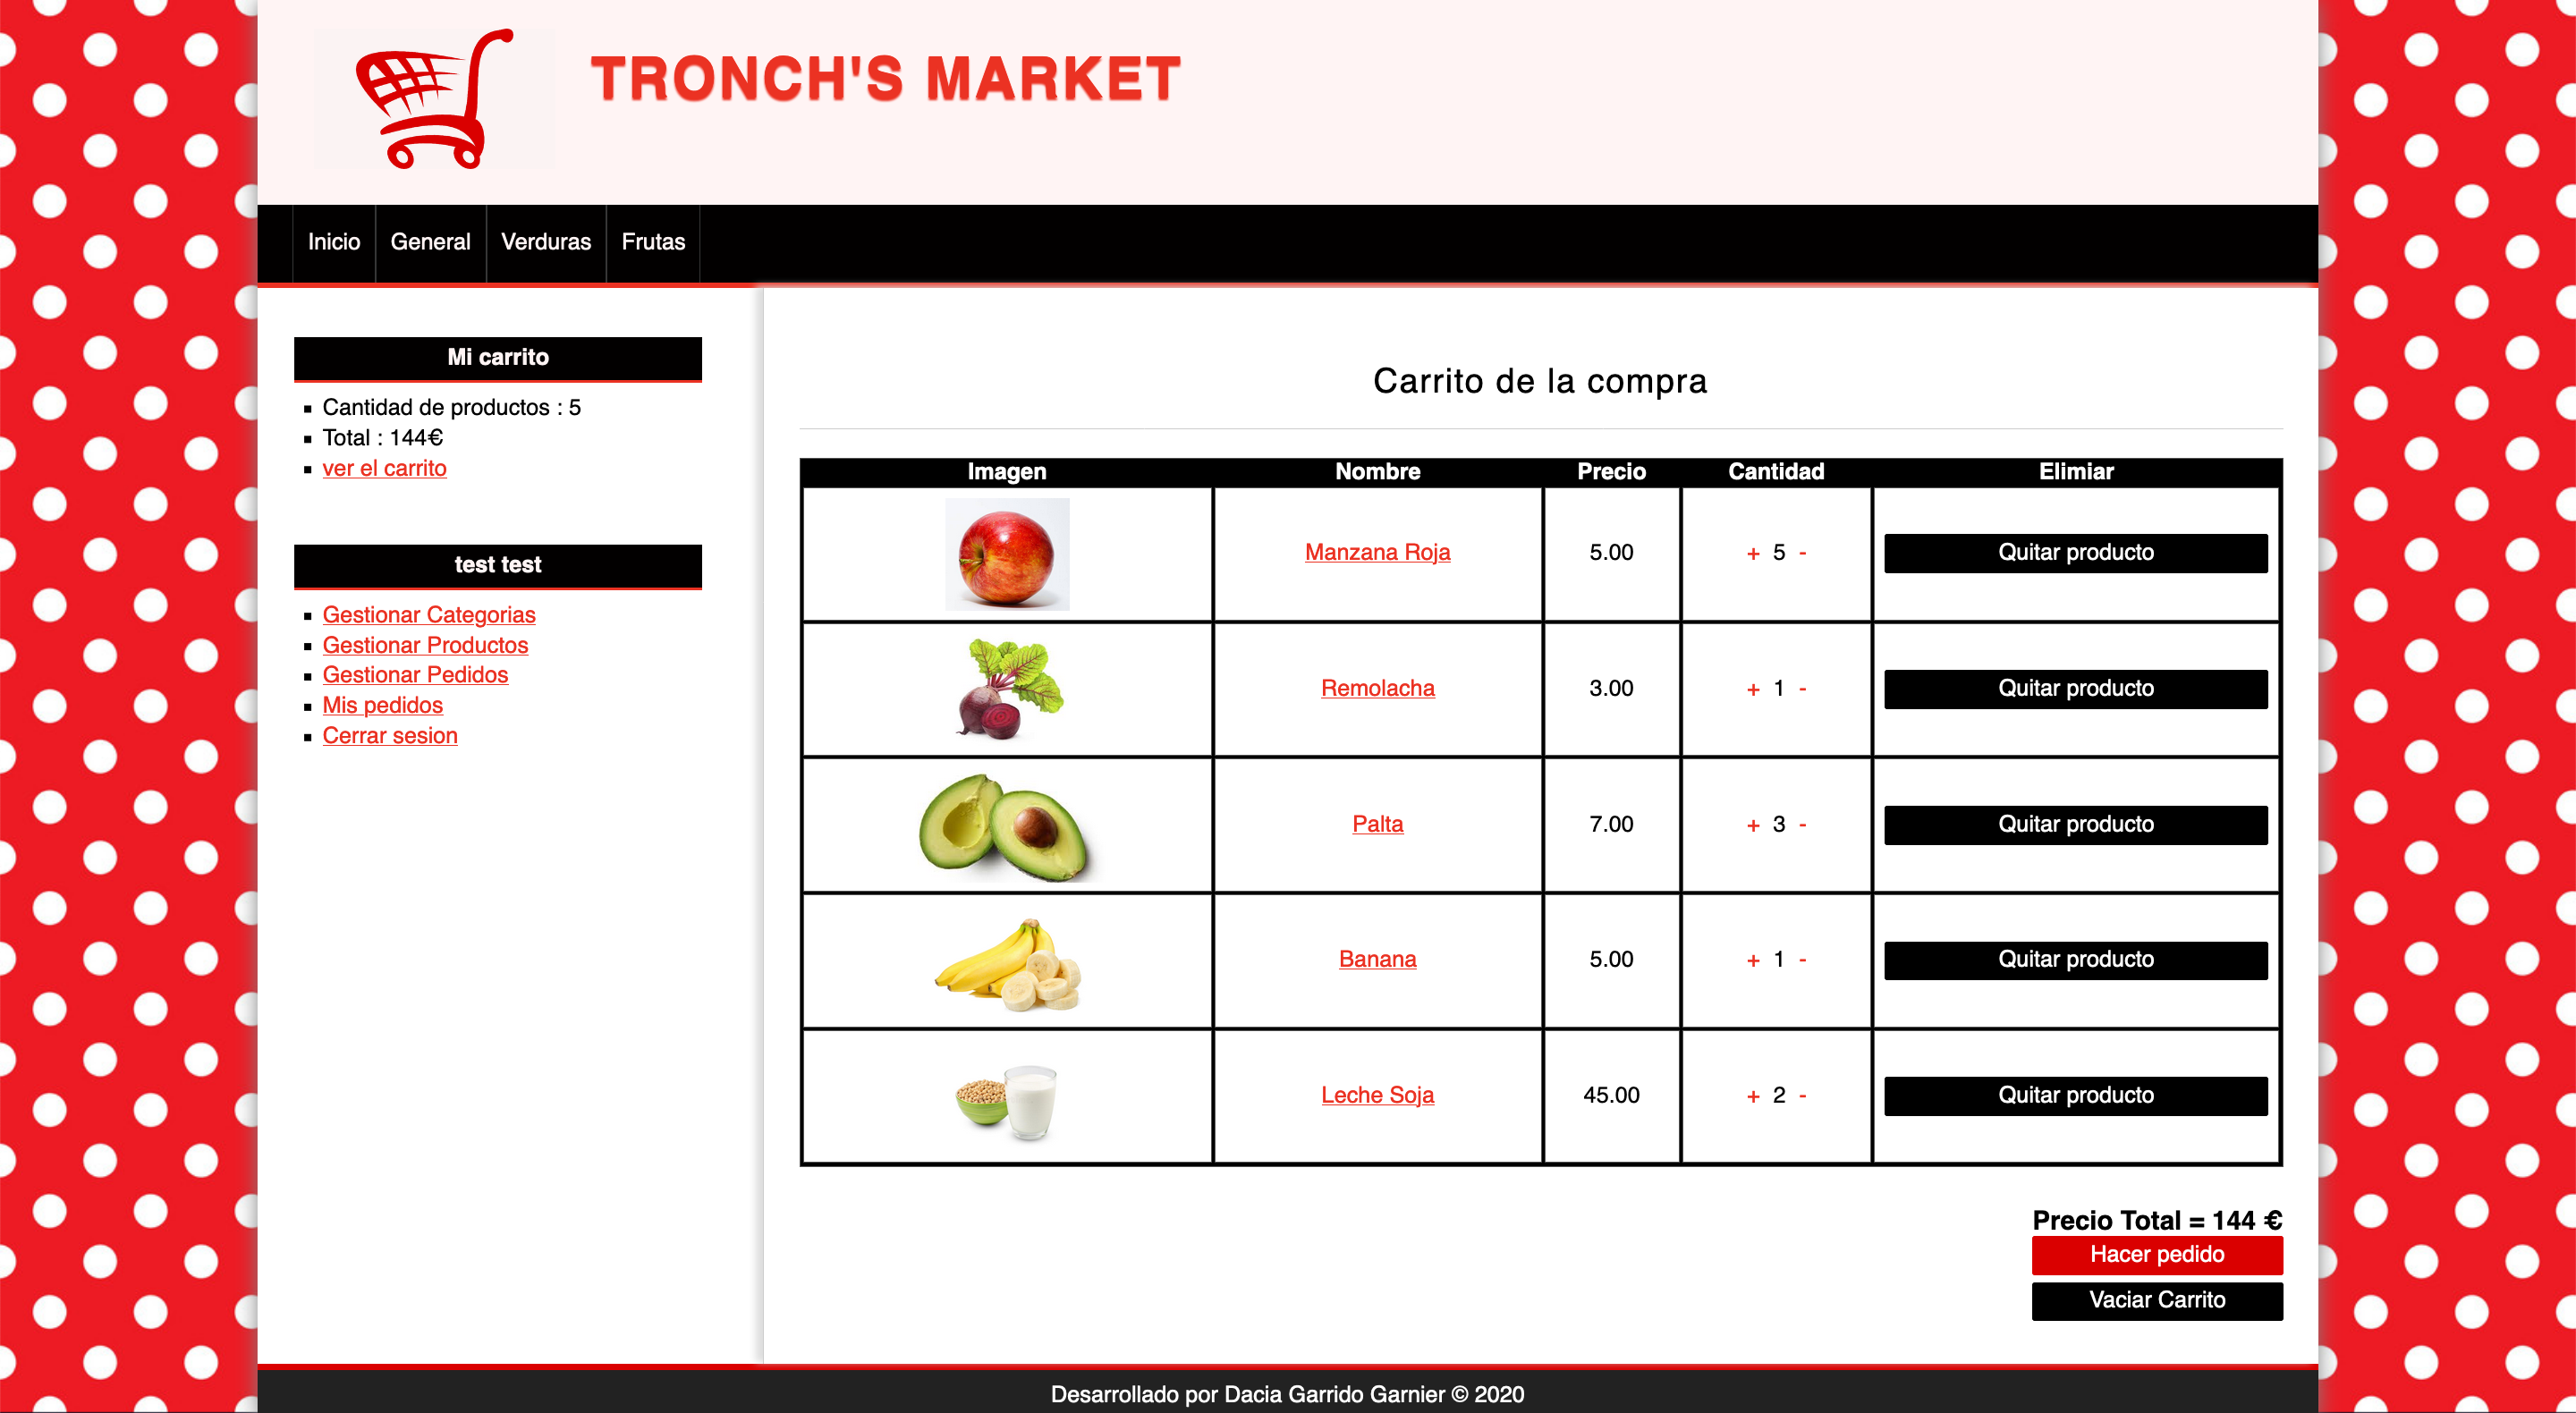 TRONCH'S MARKET
Inicio General Verduras Frutas
Mi carrito
Cantidad de productos : 5
Total : 144€
ver el carrito
test test
Gestionar Categorias
Gestionar Productos
Gestionar Pedidos
Mis pedidos
Cerrar sesion
Carrito de la compra
Imagen Nombre Precio Cantidad Elimiar
Manzana Roja 5.00 + 5 - Quitar producto
Remolacha 3.00 + 1 - Quitar producto
Palta 7.00 + 3 - Quitar producto
Banana 5.00 + 1 - Quitar producto
Leche Soja 45.00 + 2 - Quitar producto
Precio Total = 144 €
Hacer pedido
Vaciar Carrito
Desarrollado por Dacia Garrido Garnier © 2020